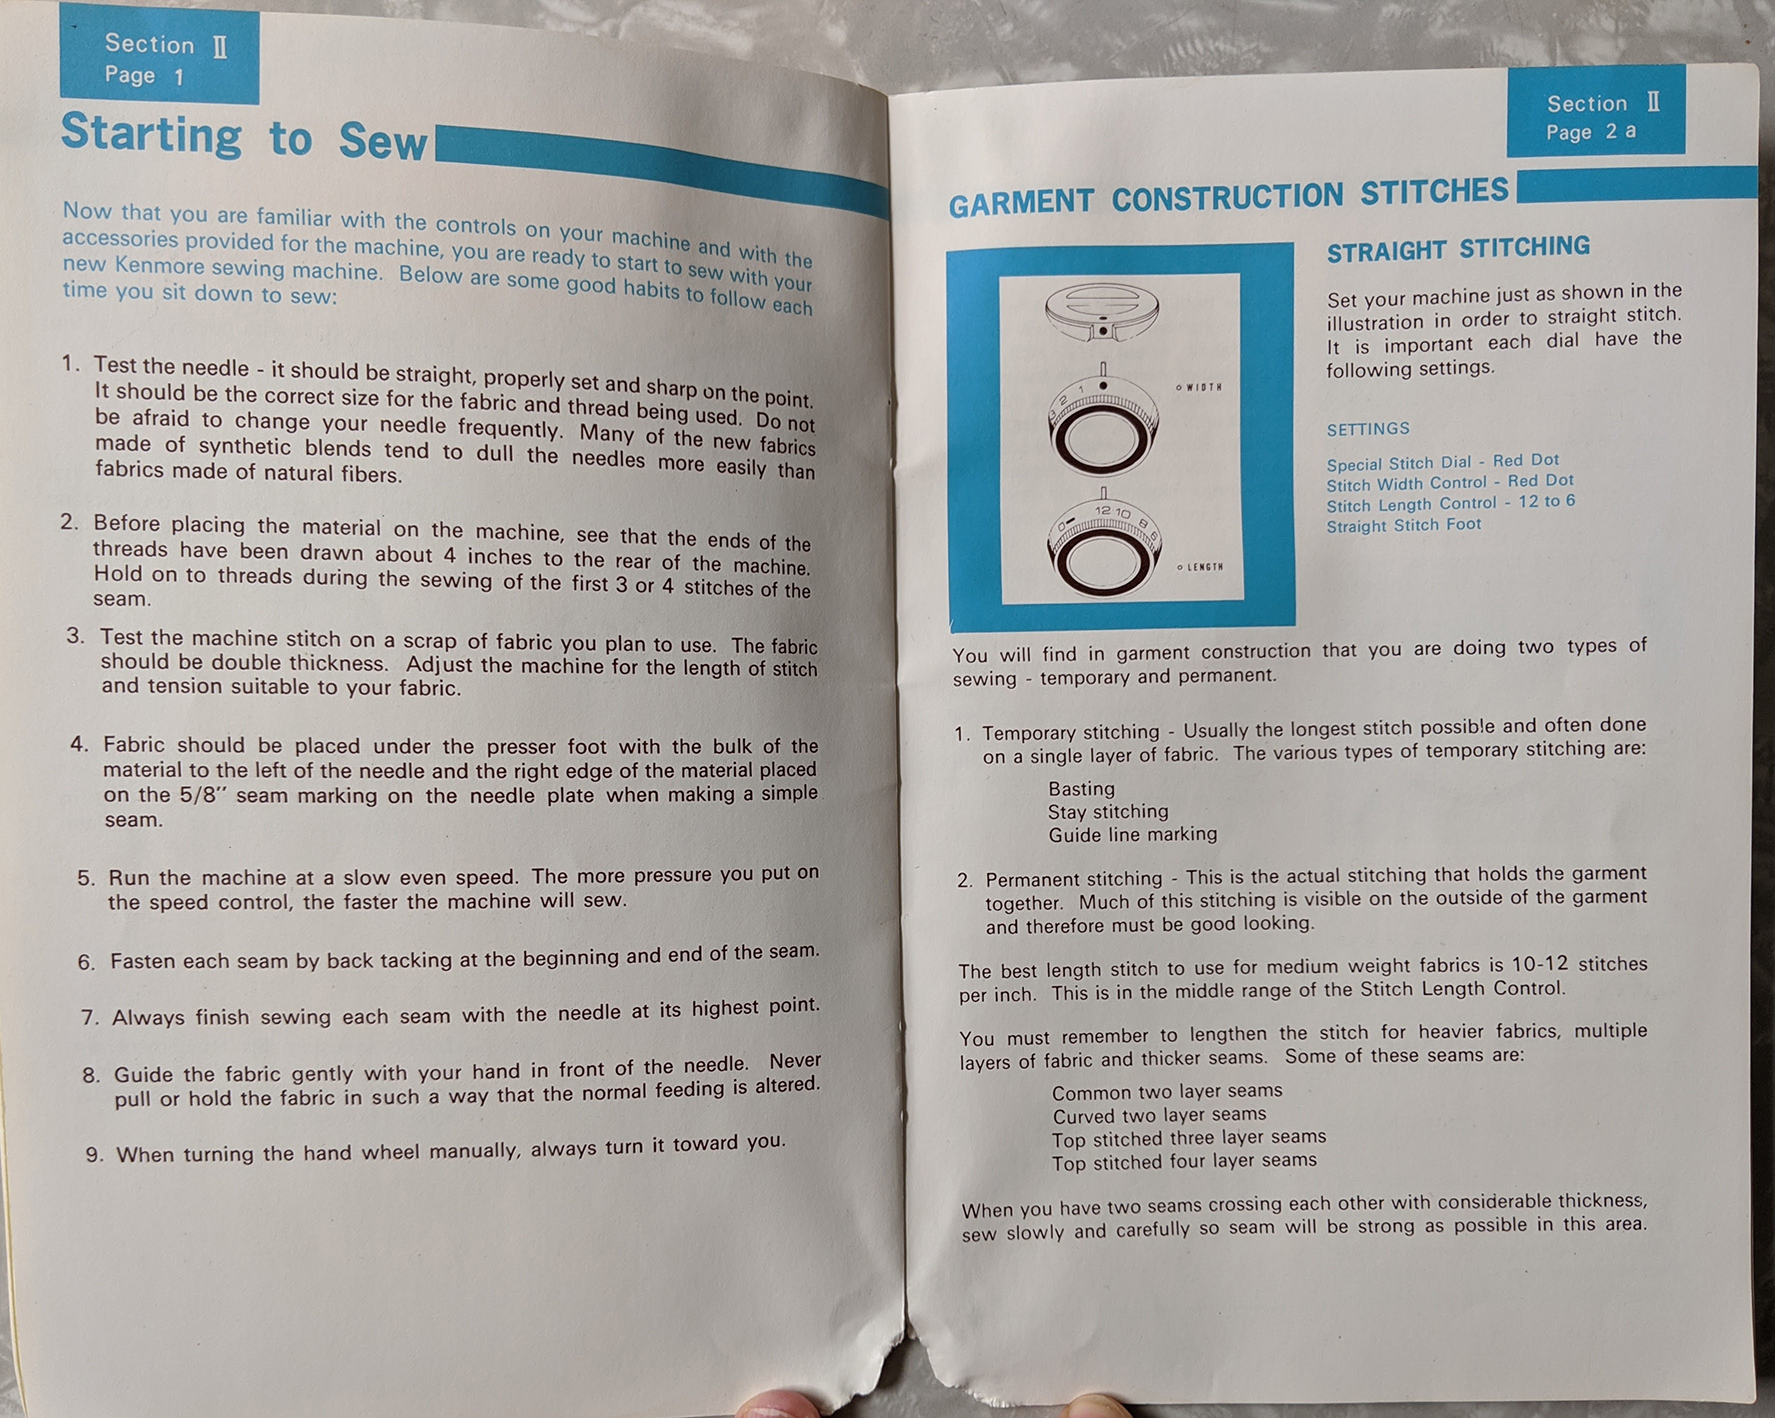 Section II
Page 1
Starting to Sew
Now that you are familiar with the controls on your machine and with the
accessories provided for the machine, you are ready to start to sew with your
new Kenmore sewing machine. Below are some good habits to follow each
time you sit down to sew:
1. Test the needle - it should be straight, properly set and sharp on the point.
It should be the correct size for the fabric and thread being used. Do not
be afraid to change your needle frequently. Many of the new fabrics
made of synthetic blends tend to dull the needles more easily than
fabrics made of natural fibers.
2. Before placing the material on the machine, see that the ends of the
threads have been drawn about 4 inches to the rear of the machine.
Hold on to threads during the sewing of the first 3 or 4 stitches of the
seam.
3. Test the machine stitch on a scrap of fabric you plan to use. The fabric
should be double thickness. Adjust the machine for the length of stitch
and tension suitable to your fabric.
4. Fabric should be placed under the presser foot with the bulk of the
material to the left of the needle and the right edge of the material placed
on the 5/8" seam marking on the needle plate when making a simple
seam.
5. Run the machine at a slow even speed. The more pressure you put on
the speed control, the faster the machine will sew.
6. Fasten each seam by back tacking at the beginning and end of the seam.
7. Always finish sewing each seam with the needle at its highest point.
8. Guide the fabric gently with your hand in front of the needle. Never
pull or hold the fabric in such a way that the normal feeding is altered.
9. When turning the hand wheel manually, always turn it toward you.
Section II
Page 2 a
GARMENT CONSTRUCTION STITCHES
3 2 1
WIDTH
0 12 10 8 6
LENGTH
STRAIGHT STITCHING
Set your machine just as shown in the
illustration in order to straight stitch.
It is important each dial have the
following settings.
SETTINGS
Special Stitch Dial - Red Dot
Stitch Width Control - Red Dot
Stitch Length Control - 12 to 6
Straight Stitch Foot
You will find in garment construction that you are doing two types of
sewing - temporary and permanent.
1. Temporary stitching - Usually the longest stitch possible and often done
on a single layer of fabric. The various types of temporary stitching are:
Basting
Stay stitching
Guide line marking
2. Permanent stitching - This is the actual stitching that holds the garment
together. Much of this stitching is visible on the outside of the garment
and therefore must be good looking.
The best length stitch to use for medium weight fabrics is 10-12 stitches
per inch. This is in the middle range of the Stitch Length Control.
You must remember to lengthen the stitch for heavier fabrics, multiple
layers of fabric and thicker seams. Some of these seams are:
Common two layer seams
Curved two layer seams
Top stitched three layer seams
Top stitched four layer seams
When you have two seams crossing each other with considerable thickness,
sew slowly and carefully so seam will be strong as possible in this area.